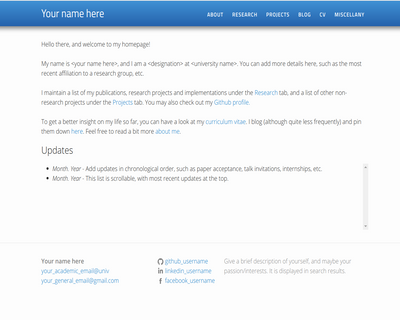 Your name here
ABOUT RESEARCH PROJECTS BLOG CV MISCELLANY
Hello there, and welcome to my homepage!
My name is <your name here>, and I am a <designation> at <university name>. You can add more details here, such as the most
recent affiliation to a research group, etc.
I maintain a list of my publications, research projects and implementations under the Research tab, and a list of other non-
research projects under the Projects tab. You may also check out my Github profile.
To get a better insight on my life so far, you can have a look at my curriculum vitae. I blog (although quite less frequently) and pin
them down here. Feel free to read a bit more about me.
Updates
• Month, Year - Add updates in chronological order, such as paper acceptance, talk invitations, internships, etc.
• Month, Year - This list is scrollable, with most recent updates at the top.
Your name here
your_academic_email@univ
your_general_email@gmail.com
github_username
linkedin_username
facebook_username
Give a brief description of yourself, and maybe your
passion/interests. It is displayed in search results.